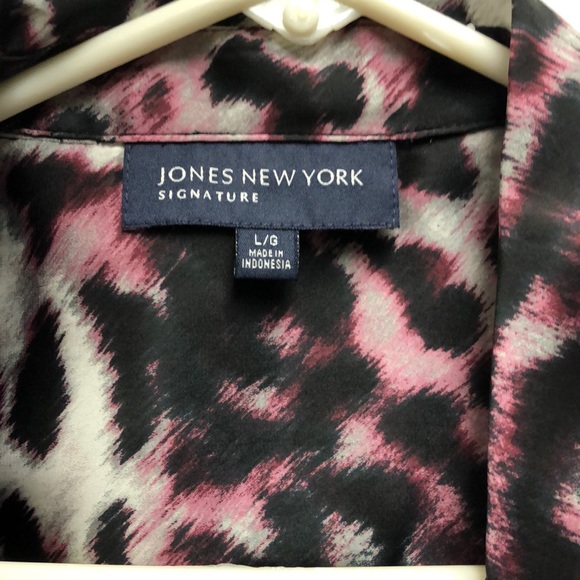 JONES NEW YORK
SIGNATURE
L/G
MADE IN
INDONESIA